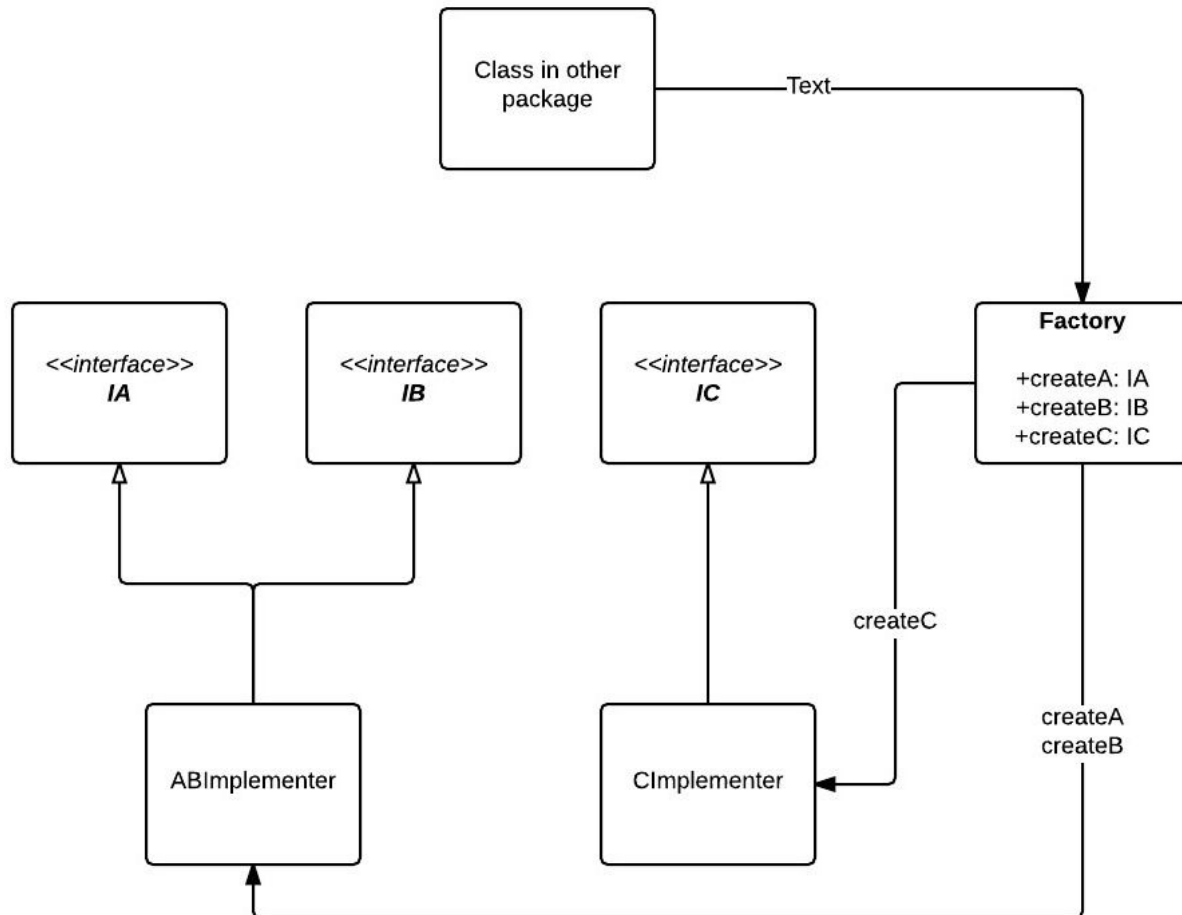 Class in other
package
Text
<<interface>>
IA
<<interface>>
IB
<<interface>>
IC
Factory
+createA: IA
+createB: IB
+createC: IC
createC
createA
createB
ABImplementer
CImplementer